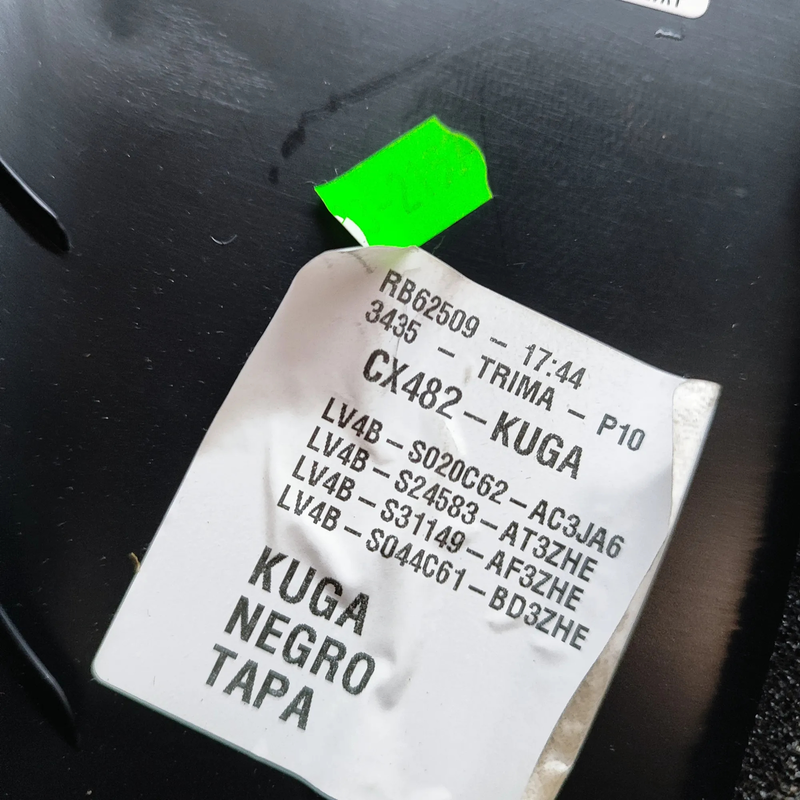 RB62509 - 17:44
3435 - TRIMA - P10
CX482-KUGA
LV4B-S020C62-AC3JA6
LV4B-S24583-AT3ZHE
LV4B-S31149-AF3ZHE
LV4B-S044C61-BD3ZHE
KUGA
NEGRO
TAPA